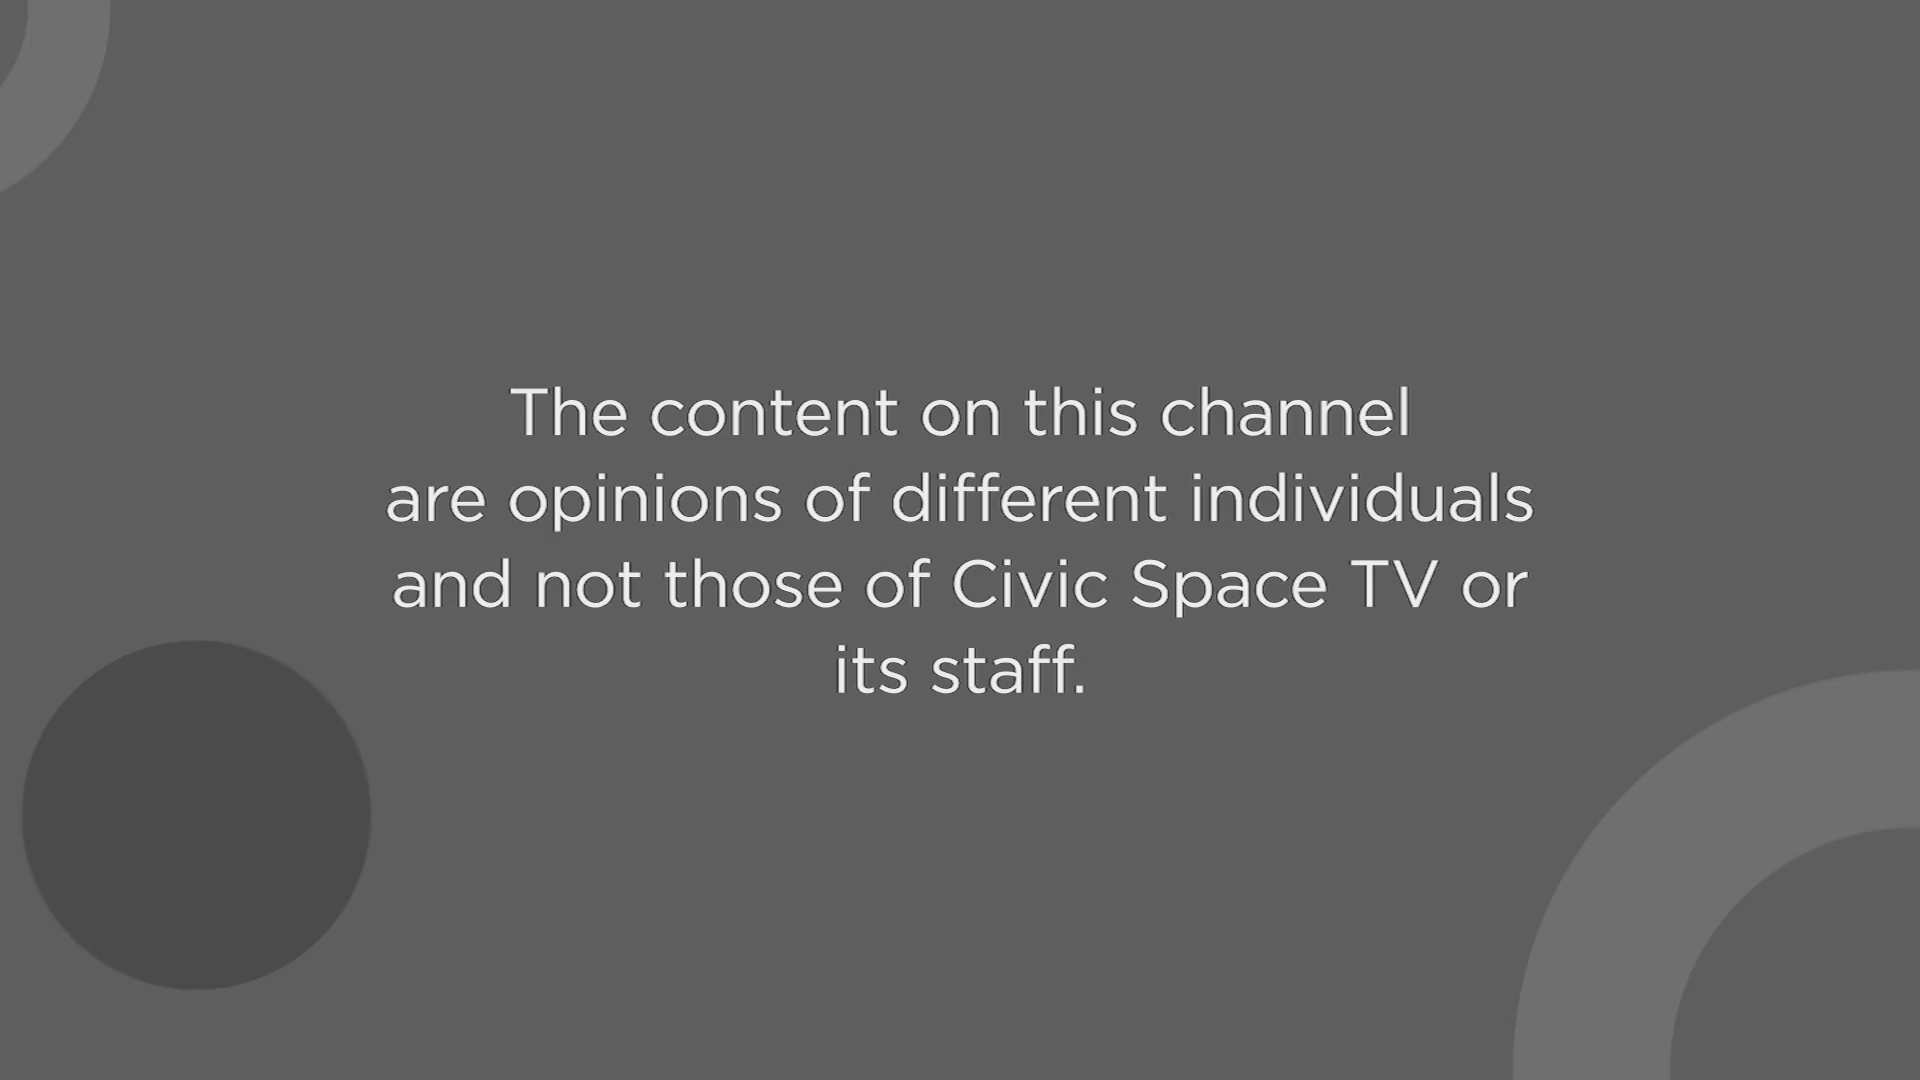 The content on this channel
are opinions of different individuals
and not those of Civic Space TV or
its staff.